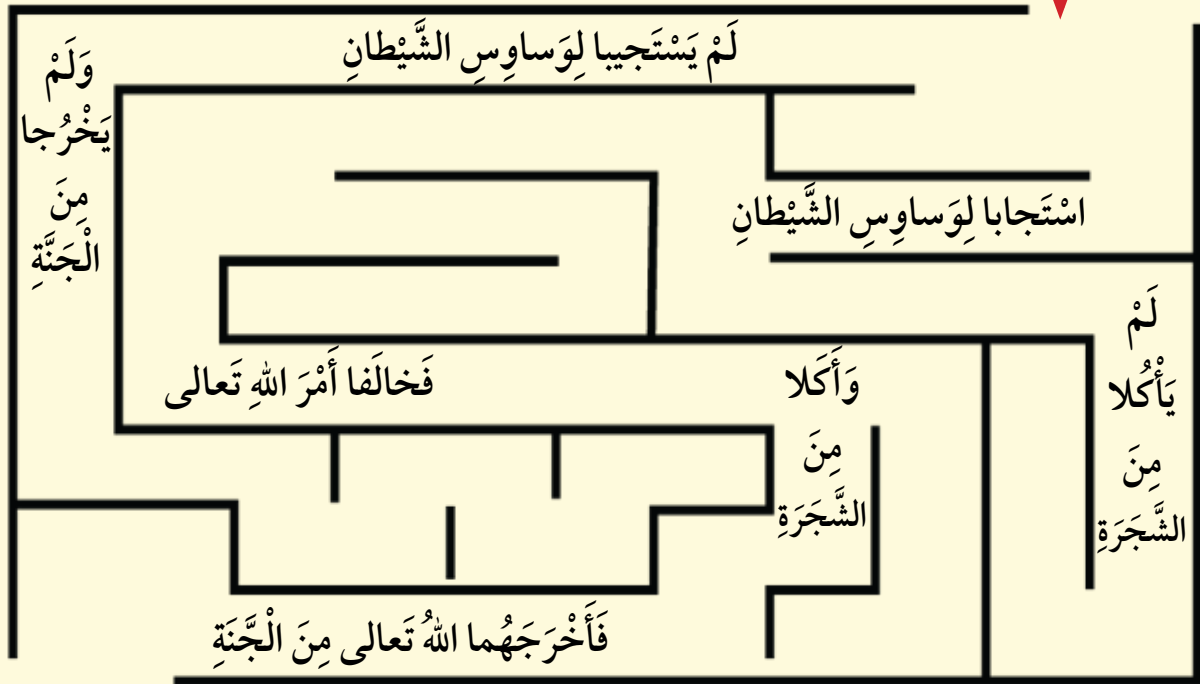 لَمْ يَسْتَجيبا لِوَساوِسِ الشَّيْطانِ
وَلَمْ
يَخْرُجا
مِنَ
الْجَنَّةِ
اسْتَجابا لِوَساوِسِ الشَّيْطانِ
لَمْ
يَأْكُلا
مِنَ
الشَّجَرَةِ
وَأَكَلا
مِنَ
الشَّجَرَةِ
فَخالَفا أَمْرَ اللهِ تَعالى
فَأَخْرَجَهُما اللهُ تَعالى مِنَ الْجَّنَةِ